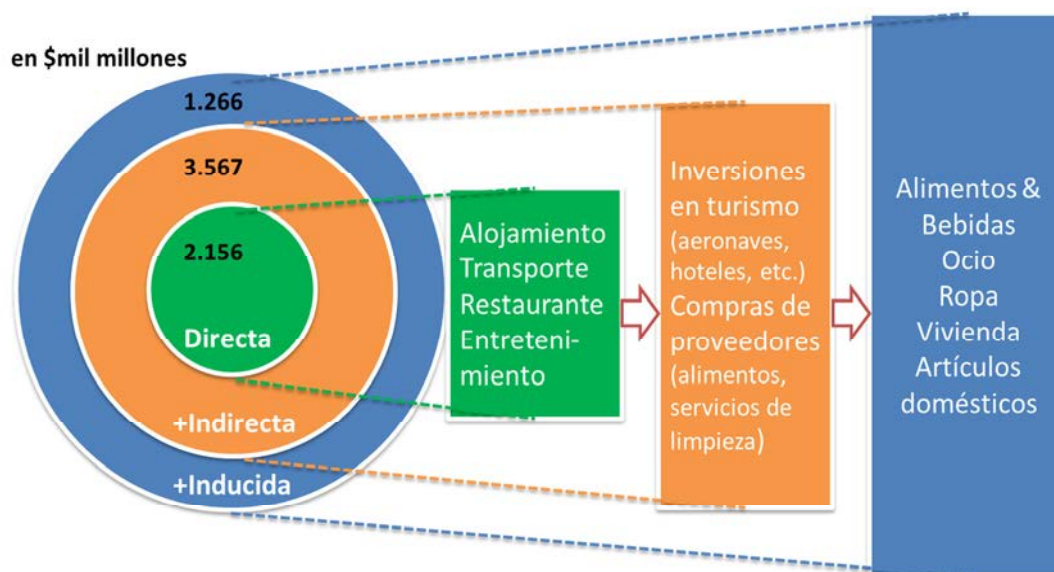 en $mil millones
1.266
3.567
2.156
Directa
+Indirecta
+Inducida
Alojamiento
Transporte
Restaurante
Entreteni-
miento
Inversiones
en turismo
(aeronaves,
hoteles, etc.)
Compras de
proveedores
(alimentos,
servicios de
limpieza)
Alimentos &
Bebidas
Ocio
Ropa
Vivienda
Artículos
domésticos